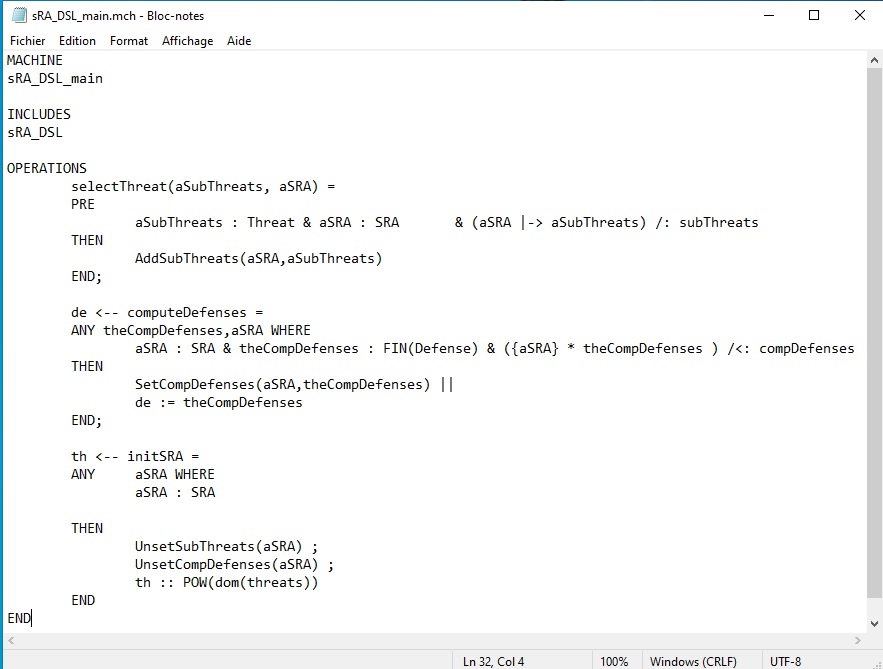 sRA_DSL_main.mch - Bloc-notes
Fichier Edition Format Affichage Aide
MACHINE
sRA_DSL_main
INCLUDES
sRA_DSL
OPERATIONS
selectThreat(aSubThreats, aSRA) =
PRE
aSubThreats : Threat & aSRA : SRA & (aSRA |-> aSubThreats) /: subThreats
THEN
AddSubThreats(aSRA,aSubThreats)
END;
de <-- computeDefenses =
ANY theCompDefenses,aSRA WHERE
aSRA : SRA & theCompDefenses : FIN(Defense) & ({aSRA} * theCompDefenses ) /<: compDefenses
THEN
SetCompDefenses(aSRA,theCompDefenses) ||
de := theCompDefenses
END;
th <-- initSRA =
ANY aSRA WHERE
aSRA : SRA
THEN
UnsetSubThreats(aSRA) ;
UnsetCompDefenses(aSRA) ;
th :: POW(dom(threats))
END
END
Ln 32, Col 4 100% Windows (CRLF) UTF-8